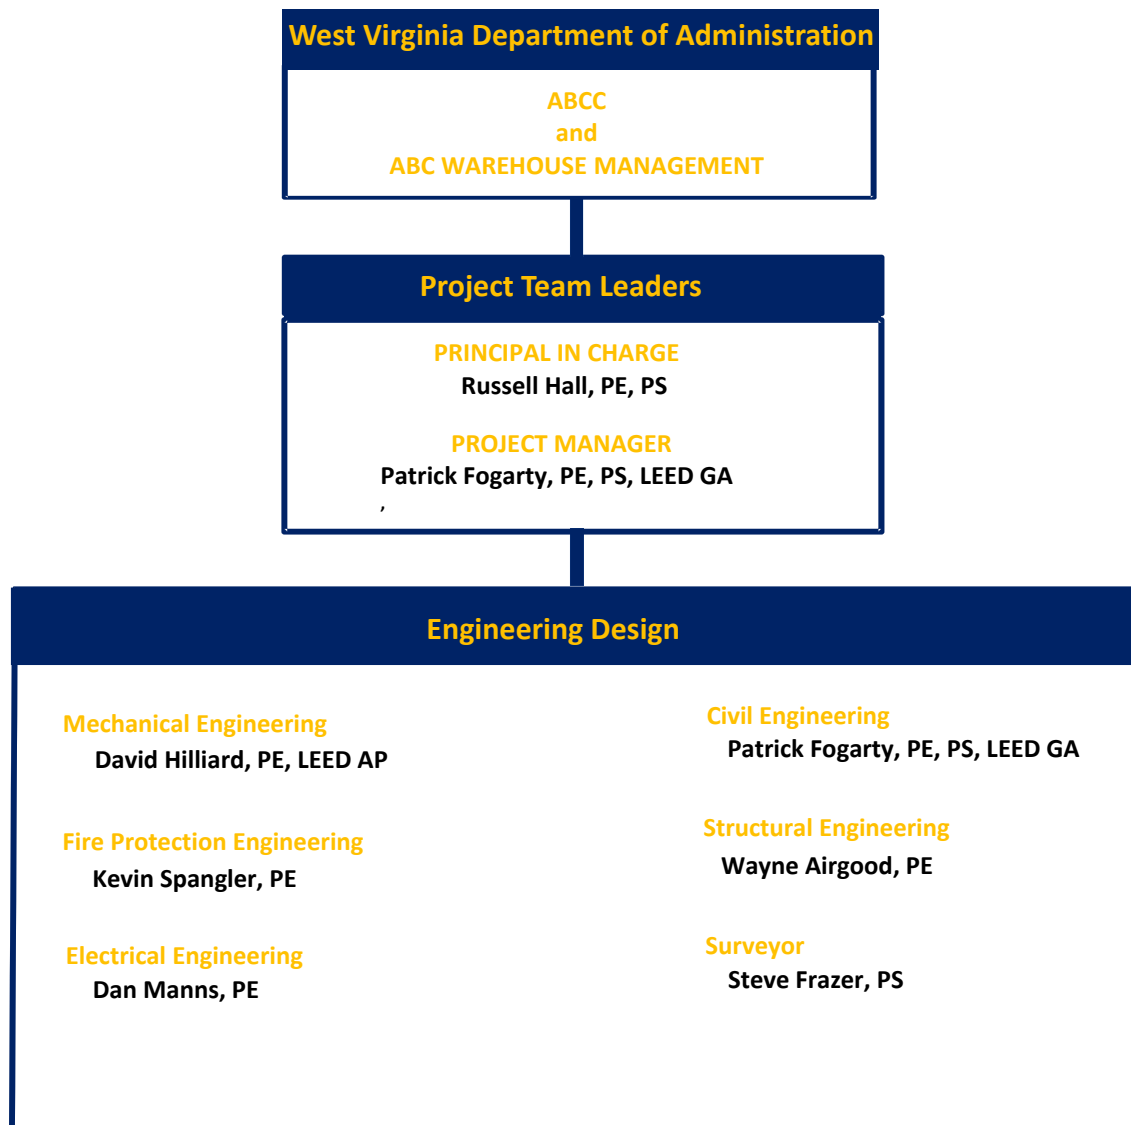 West Virginia Department of Administration
ABCC
and
ABC WAREHOUSE MANAGEMENT
Project Team Leaders
PRINCIPAL IN CHARGE
Russell Hall, PE, PS
PROJECT MANAGER
Patrick Fogarty, PE, PS, LEED GA
,
Engineering Design
Mechanical Engineering
David Hilliard, PE, LEED AP
Fire Protection Engineering
Kevin Spangler, PE
Electrical Engineering
Dan Manns, PE
Civil Engineering
Patrick Fogarty, PE, PS, LEED GA
Structural Engineering
Wayne Airgood, PE
Surveyor
Steve Frazer, PS